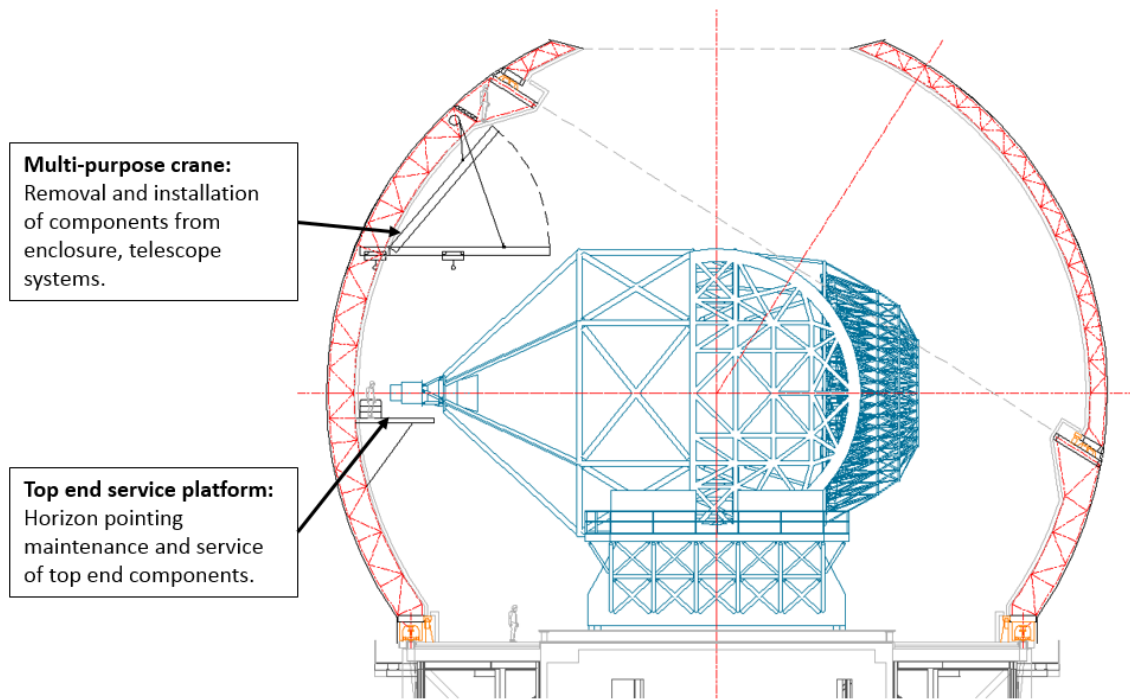 Multi-purpose crane:
Removal and installation
of components from
enclosure, telescope
systems.
Top end service platform:
Horizon pointing
maintenance and service
of top end components.